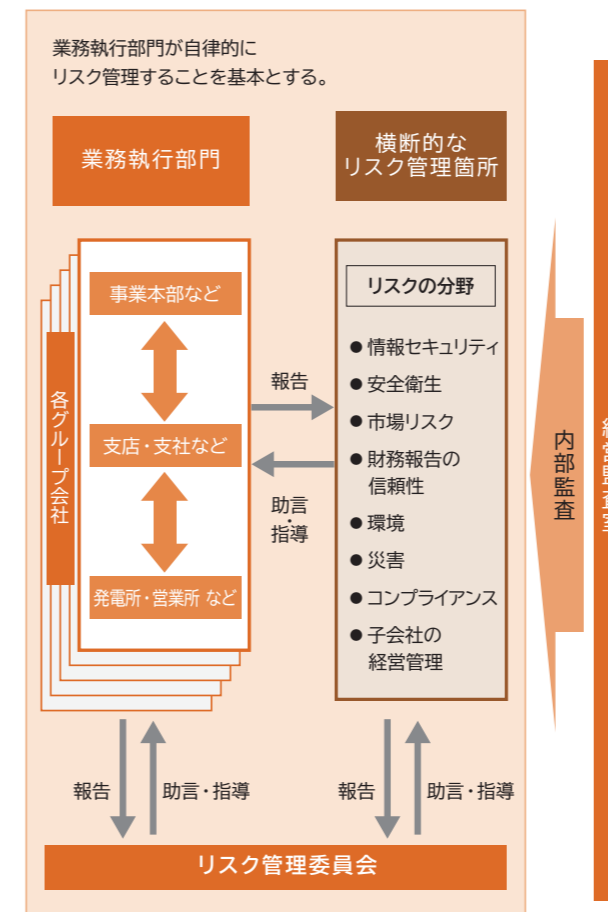 業務執行部門が自律的に
リスク管理することを基本とする。
業務執行部門
横断的な
リスク管理箇所
各グループ会社
事業本部など
支店・支社など
発電所・営業所 など
報告
助言・指導
リスクの分野
● 情報セキュリティ
● 安全衛生
● 市場リスク
● 財務報告の
信頼性
● 環境
● 災害
● コンプライアンス
● 子会社の
経営管理
内部監査
報告
助言・指導
報告
助言・指導
リスク管理委員会